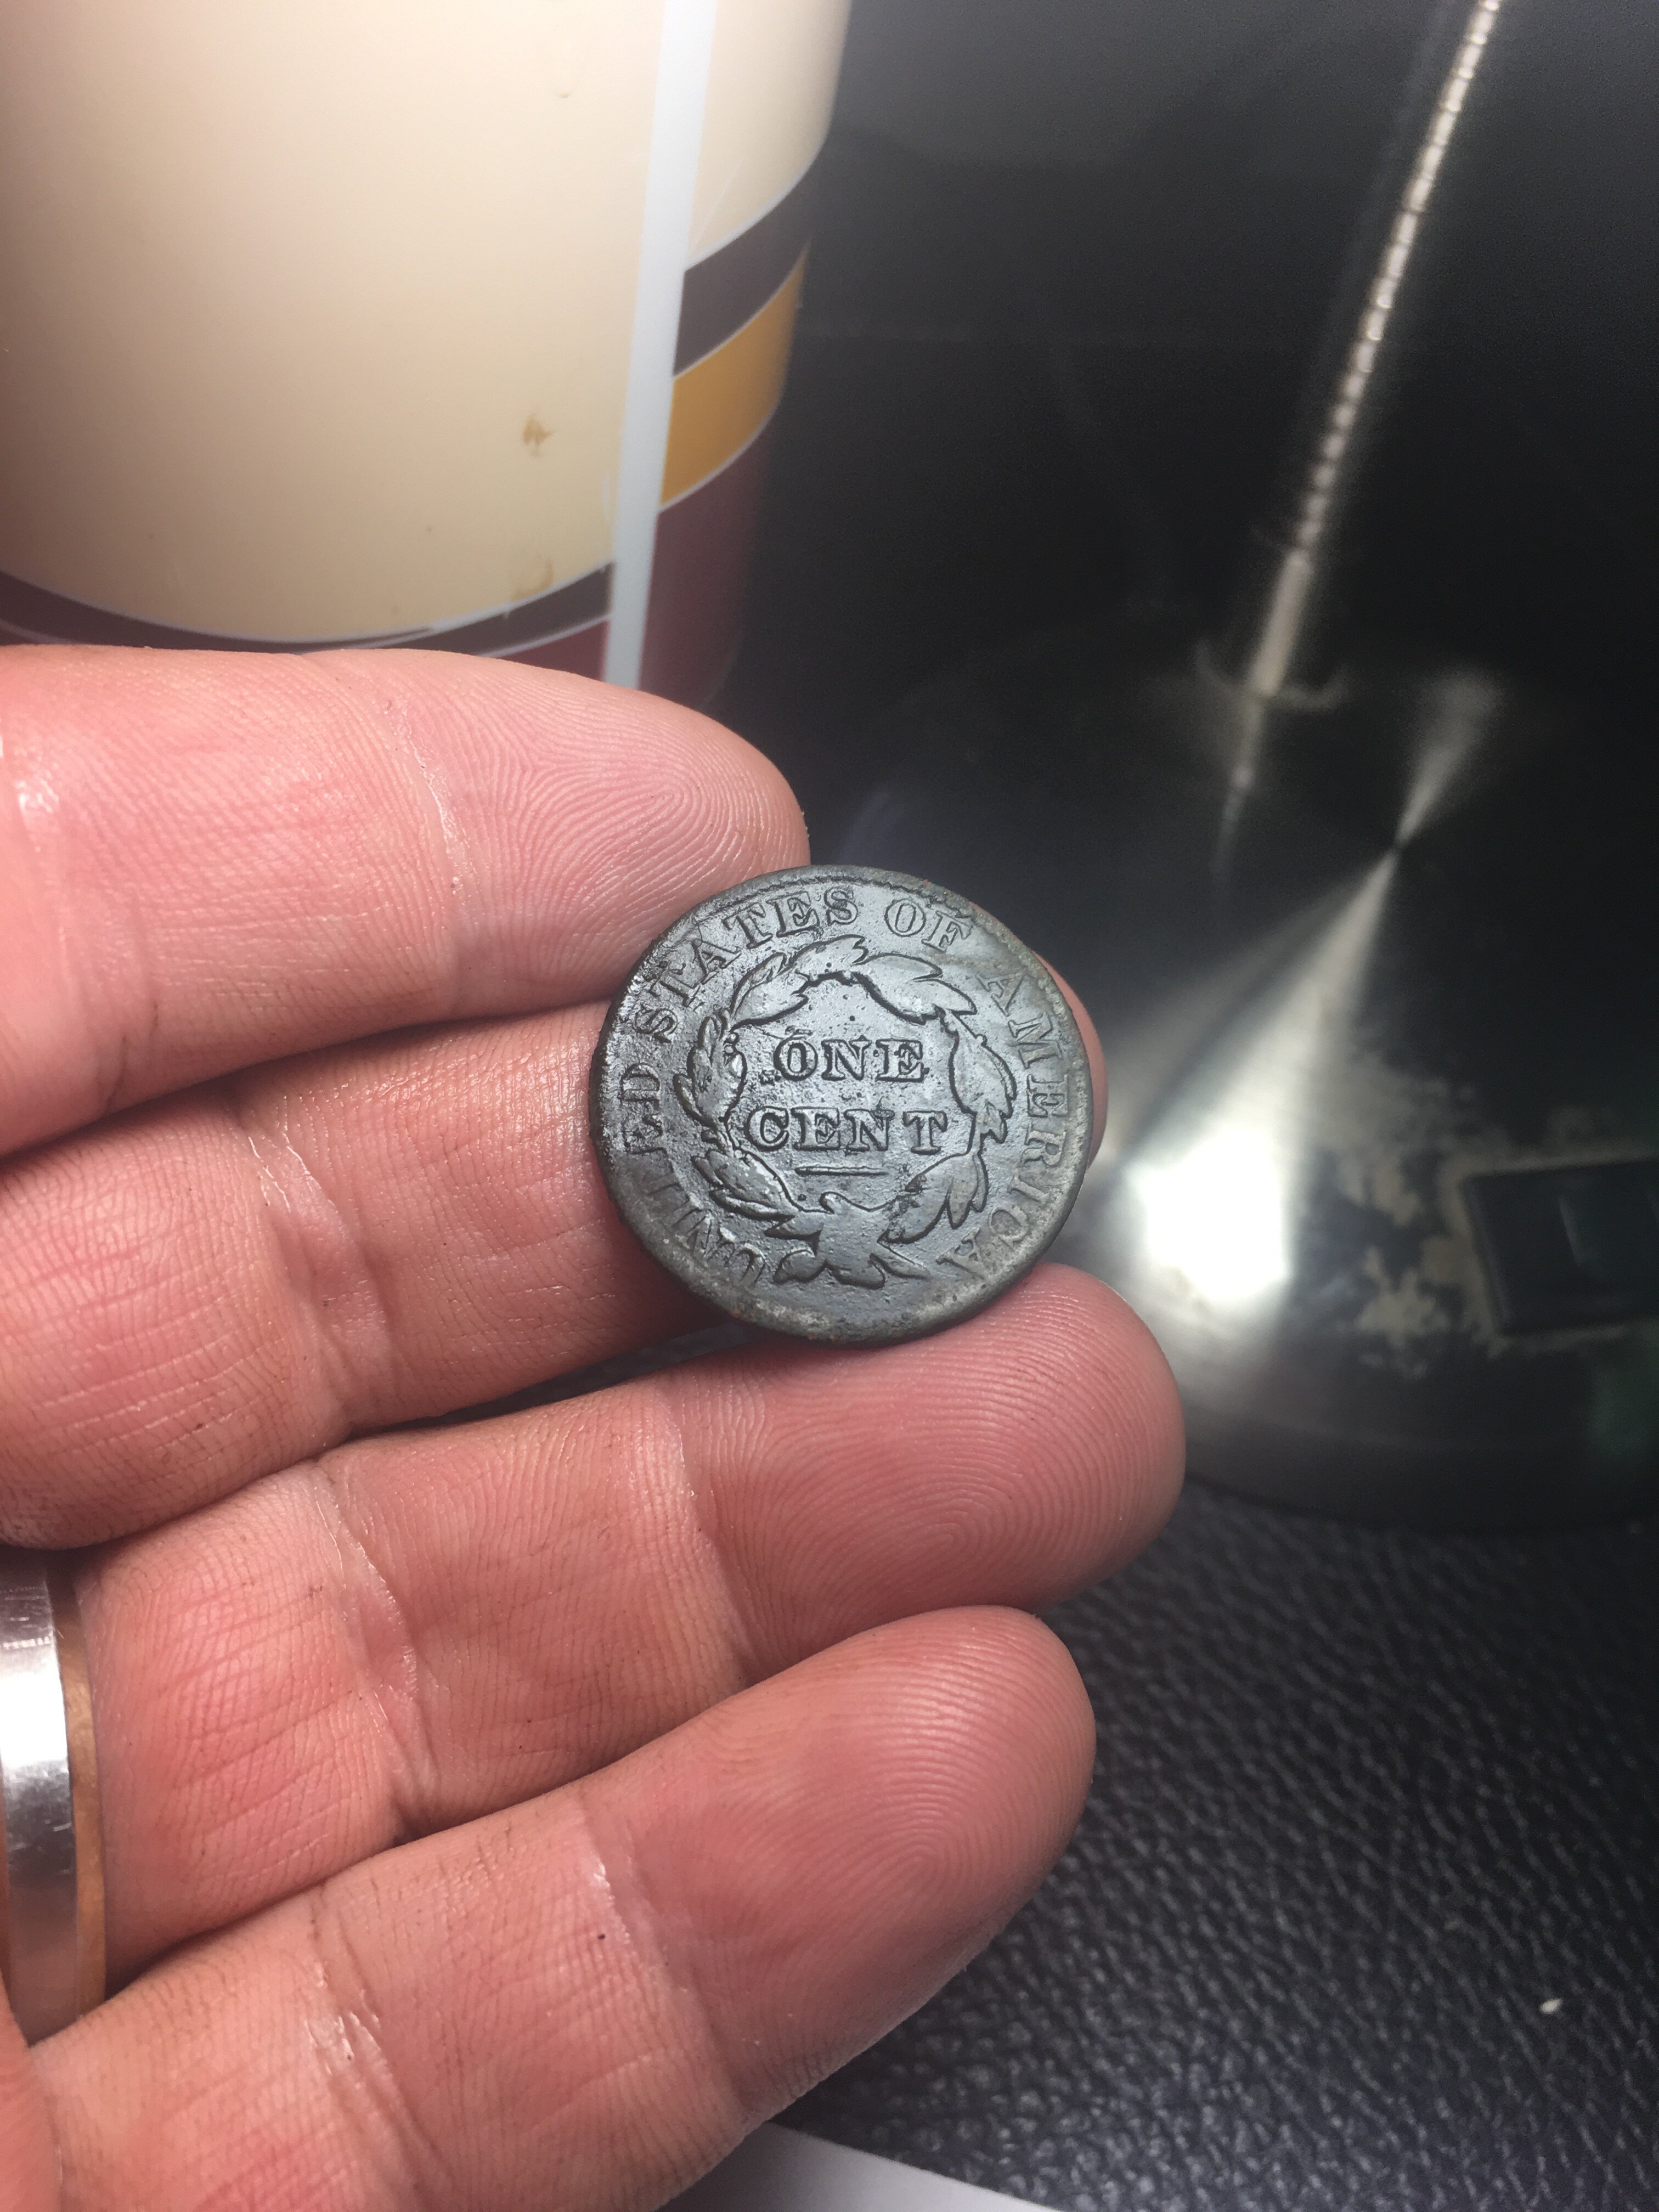 UNITED STATES OF AMERICA
ONE
CENT